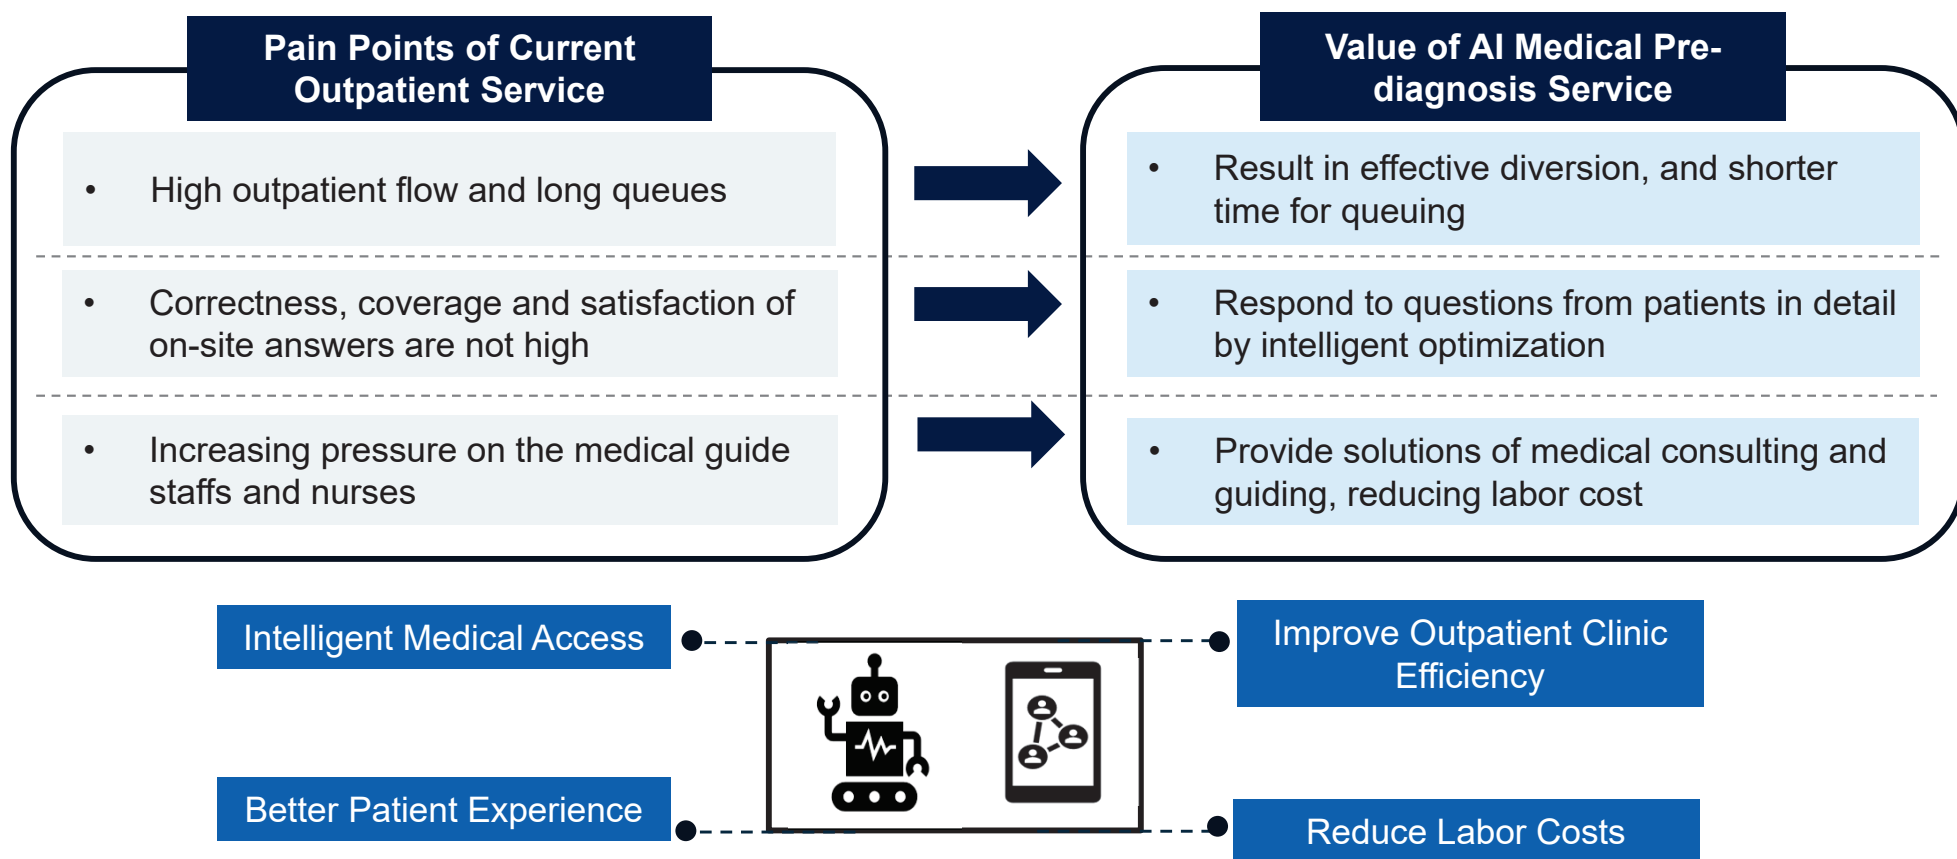 Pain Points of Current
Outpatient Service
• High outpatient flow and long queues
• Correctness, coverage and satisfaction of
on-site answers are not high
• Increasing pressure on the medical guide
staffs and nurses
Value of AI Medical Pre-
diagnosis Service
• Result in effective diversion, and shorter
time for queuing
• Respond to questions from patients in detail
by intelligent optimization
• Provide solutions of medical consulting and
guiding, reducing labor cost
Intelligent Medical Access
Improve Outpatient Clinic
Efficiency
Better Patient Experience
Reduce Labor Costs